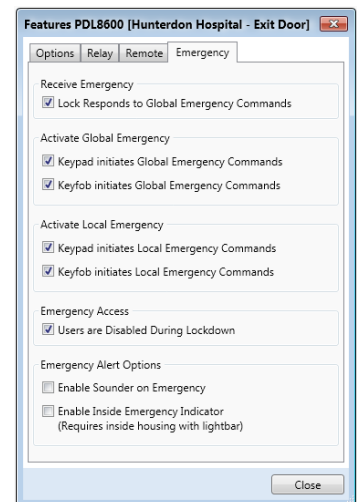 Features PDL8600 [Hunterdon Hospital - Exit Door]
Options Relay Remote Emergency
Receive Emergency
Lock Responds to Global Emergency Commands
Activate Global Emergency
Keypad initiates Global Emergency Commands
Keyfob initiates Global Emergency Commands
Activate Local Emergency
Keypad initiates Local Emergency Commands
Keyfob initiates Local Emergency Commands
Emergency Access
Users are Disabled During Lockdown
Emergency Alert Options
Enable Sounder on Emergency
Enable Inside Emergency Indicator
(Requires inside housing with lightbar)
Close